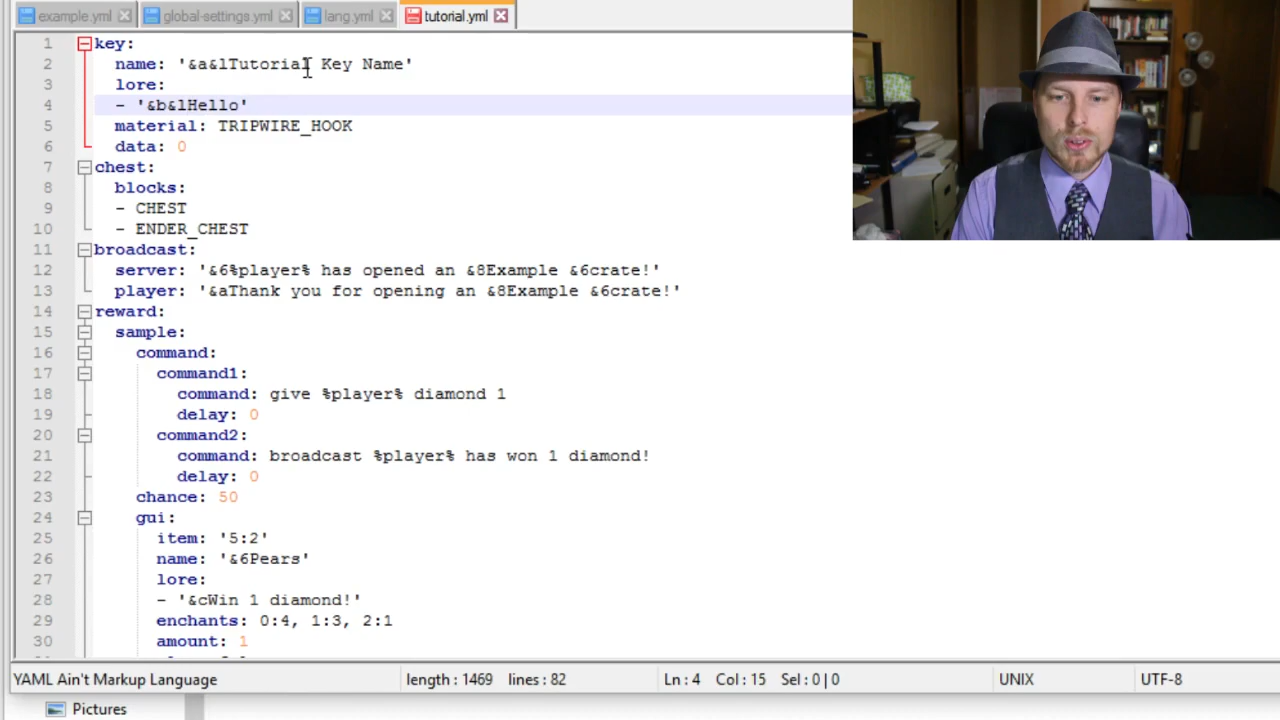 example.yml global-settings.yml lang.yml tutorial.yml
1 key:
2 name: '&a&lTutorial Key Name'
3 lore:
4 - '&b&lHello'
5 material: TRIPWIRE_HOOK
6 data: 0
7 chest:
8 blocks:
9 - CHEST
10 - ENDER_CHEST
11 broadcast:
12 server: '&6%player% has opened an &8Example &6crate!'
13 player: '&aThank you for opening an &8Example &6crate!'
14 reward:
15 sample:
16 command:
17 command1:
18 command: give %player% diamond 1
19 delay: 0
20 command2:
21 command: broadcast %player% has won 1 diamond!
22 delay: 0
23 chance: 50
24 gui:
25 item: '5:2'
26 name: '&6Pears'
27 lore:
28 - '&cWin 1 diamond!'
29 enchants: 0:4, 1:3, 2:1
30 amount: 1
YAML Ain't Markup Language length : 1469 lines : 82 Ln : 4 Col : 15 Sel : 0 | 0 UNIX UTF-8
Pictures